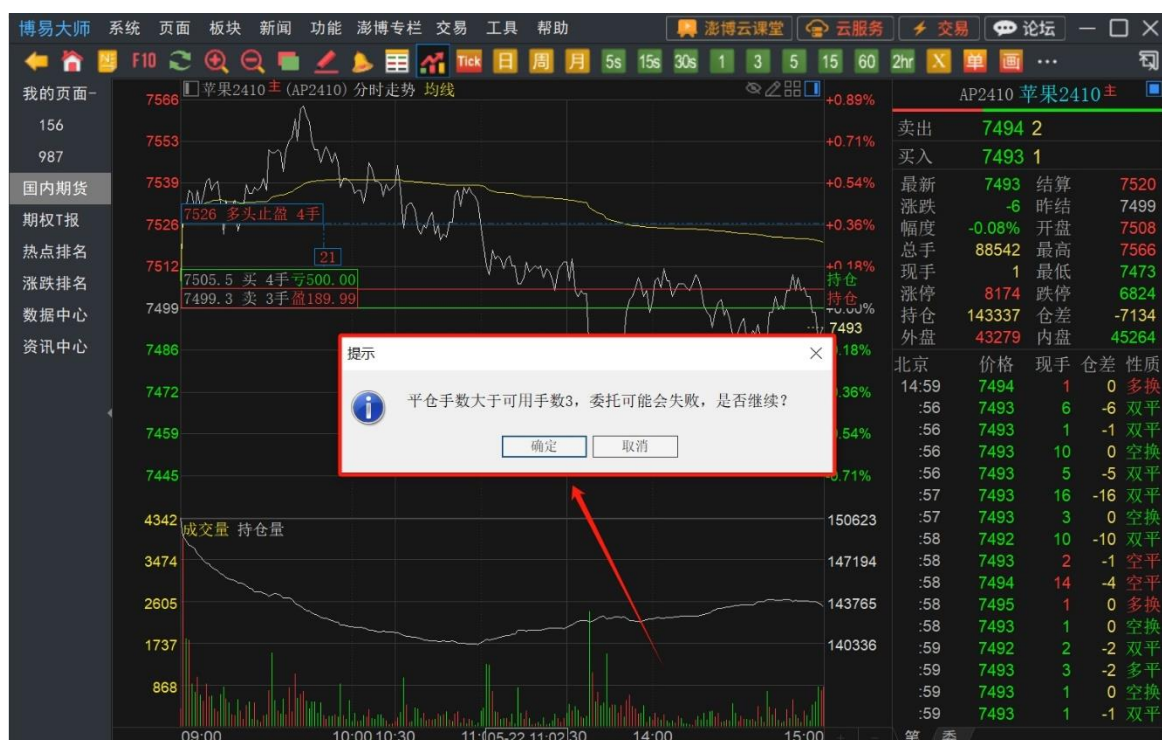 博易大师 系统 页面 板块 新闻 功能 澎博专栏 交易 工具 帮助 澎博云课堂 云服务 交易 论坛
F10 Tick 日 周 月 5s 15s 30s 1 3 5 15 60 2hr X 单 画 ···
我的页面-
156
987
国内期货
期权T报
热点排名
涨跌排名
数据中心
资讯中心
苹果2410主 (AP2410) 分时走势 均线
7566 +0.89%
7553 +0.71%
7539 +0.54%
7526 +0.36%
7512 +0.18%
7499 +0.00%
7486 0.18%
7472 0.36%
7459 0.54%
7445 -0.71%
7526 多头止盈 4手
21
7505.5 买 4手亏500.00 持仓
7499.3 卖 3手盈189.99 持仓
7493
提示
平仓手数大于可用手数3，委托可能会失败，是否继续？
确定 取消
成交量 持仓量
4342 150623
3474 147194
2605 143765
1737 140336
868
09:00 10:00 10:30 11:(05-22 11:02)30 14:00 15:00
AP2410 苹果2410主
卖出 7494 2
买入 7493 1
最新 7493 结算 7520
涨跌 -6 昨结 7499
幅度 -0.08% 开盘 7508
总手 88542 最高 7566
现手 1 最低 7473
涨停 8174 跌停 6824
持仓 143337 仓差 -7134
外盘 43279 内盘 45264
北京 价格 现手 仓差 性质
14:59 7494 1 0 多换
:56 7493 6 -6 双平
:56 7493 1 -1 双平
:56 7493 10 0 空换
:56 7493 5 -5 双平
:57 7493 16 -16 双平
:57 7493 3 0 空换
:58 7492 10 -10 双平
:58 7493 2 -1 空平
:58 7494 14 -4 空平
:58 7495 1 0 多换
:58 7493 1 0 空换
:59 7492 2 -2 双平
:59 7493 3 -2 多平
:59 7493 1 0 空换
:59 7493 1 -1 双平
笔